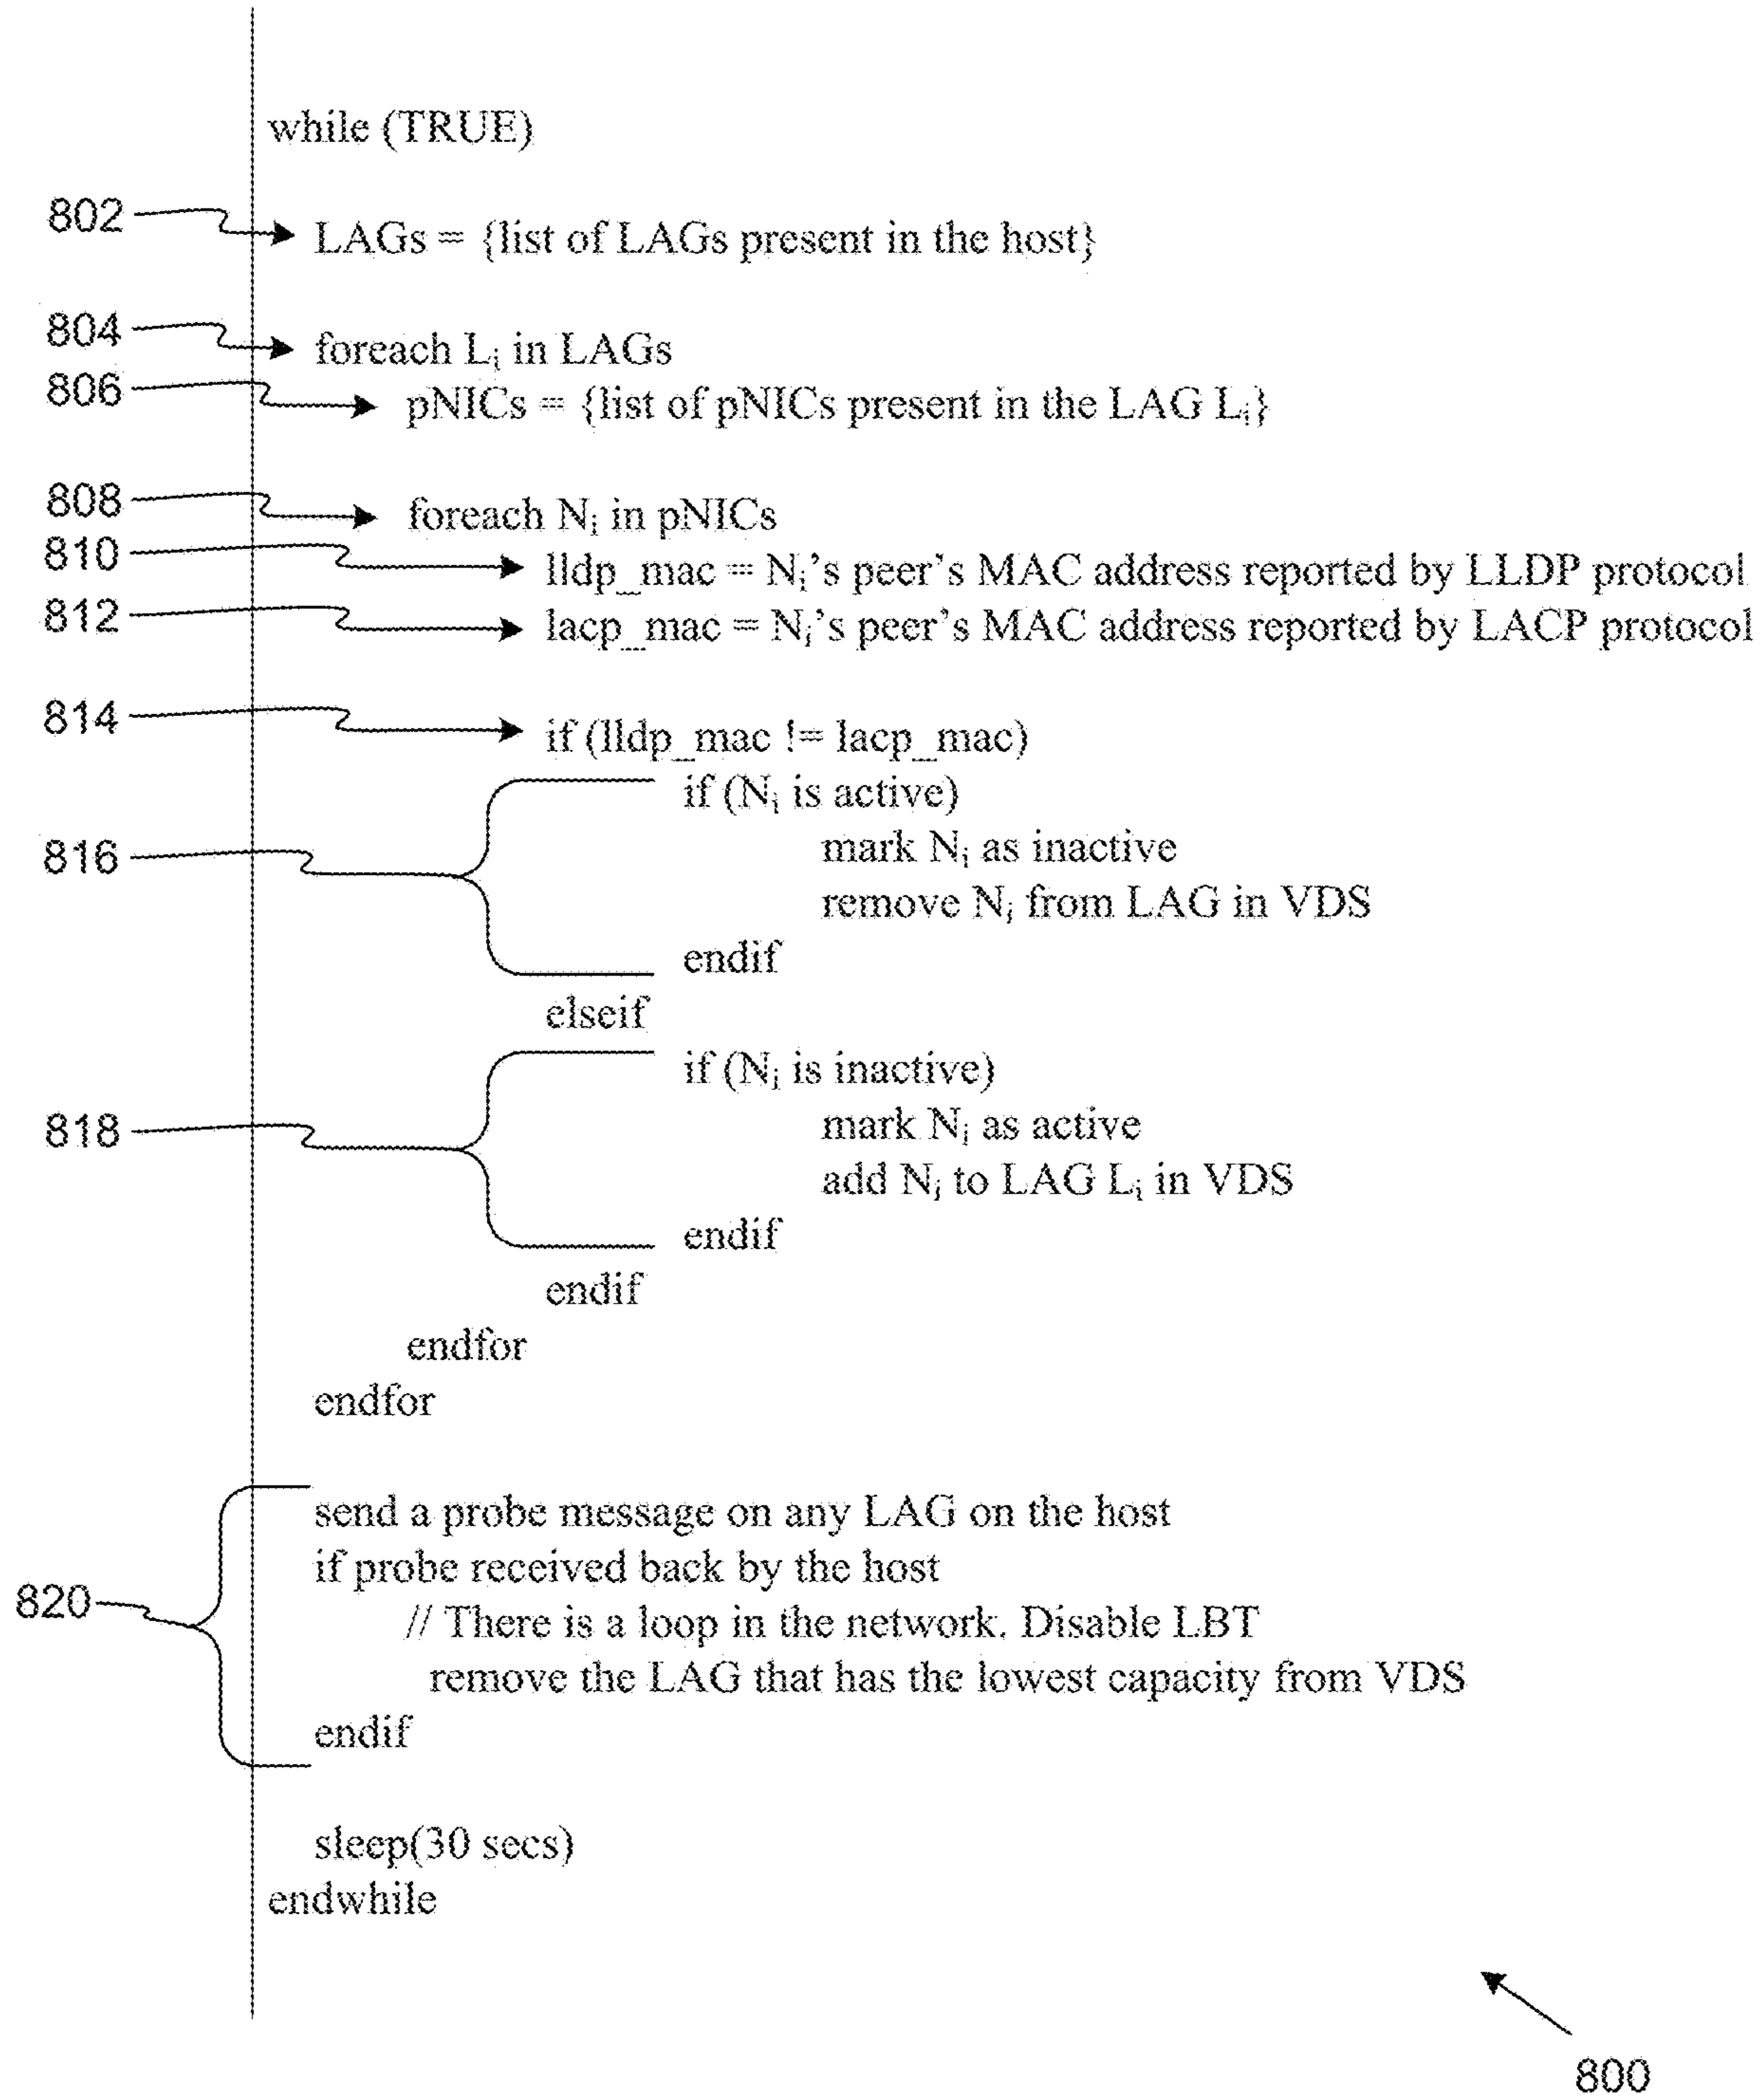 while (TRUE)
802 LAGs = {list of LAGs present in the host}
804 foreach Li in LAGs
806 pNICs = {list of pNICs present in the LAG Li}
808 foreach Ni in pNICs
810 lldp_mac = Ni's peer's MAC address reported by LLDP protocol
812 lacp_mac = Ni's peer's MAC address reported by LACP protocol
814 if (lldp_mac != lacp_mac)
if (Ni is active)
816 mark Ni as inactive
remove Ni from LAG in VDS
endif
elseif
if (Ni is inactive)
818 mark Ni as active
add Ni to LAG Li in VDS
endif
endif
endfor
endfor
send a probe message on any LAG on the host
if probe received back by the host
820 // There is a loop in the network. Disable LBT
remove the LAG that has the lowest capacity from VDS
endif
sleep(30 secs)
endwhile
800